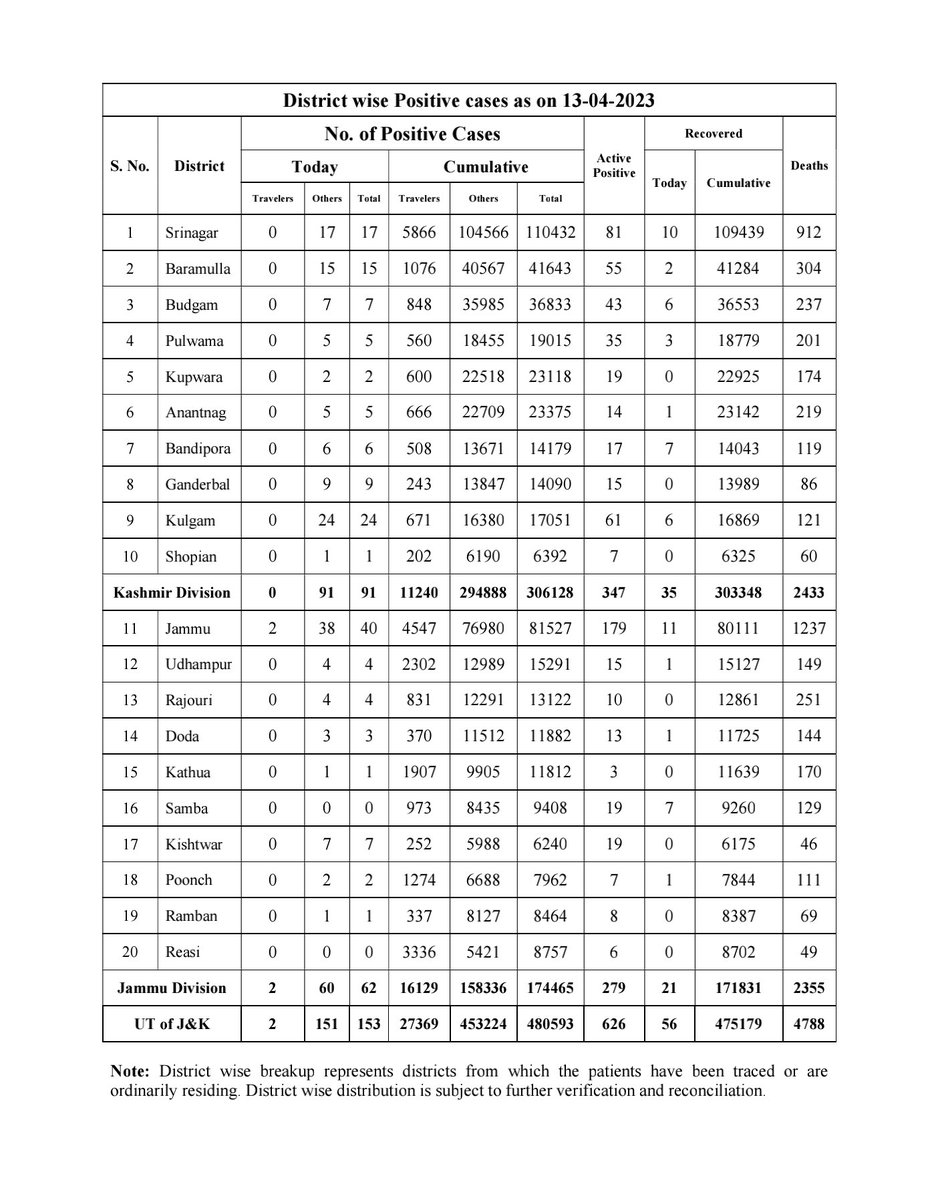 District wise Positive cases as on 13-04-2023
S. No. District No. of Positive Cases Active Positive Recovered Deaths
Today Cumulative Today Cumulative
Travelers Others Total Travelers Others Total
1 Srinagar 0 17 17 5866 104566 110432 81 10 109439 912
2 Baramulla 0 15 15 1076 40567 41643 55 2 41284 304
3 Budgam 0 7 7 848 35985 36833 43 6 36553 237
4 Pulwama 0 5 5 560 18455 19015 35 3 18779 201
5 Kupwara 0 2 2 600 22518 23118 19 0 22925 174
6 Anantnag 0 5 5 666 22709 23375 14 1 23142 219
7 Bandipora 0 6 6 508 13671 14179 17 7 14043 119
8 Ganderbal 0 9 9 243 13847 14090 15 0 13989 86
9 Kulgam 0 24 24 671 16380 17051 61 6 16869 121
10 Shopian 0 1 1 202 6190 6392 7 0 6325 60
Kashmir Division 0 91 91 11240 294888 306128 347 35 303348 2433
11 Jammu 2 38 40 4547 76980 81527 179 11 80111 1237
12 Udhampur 0 4 4 2302 12989 15291 15 1 15127 149
13 Rajouri 0 4 4 831 12291 13122 10 0 12861 251
14 Doda 0 3 3 370 11512 11882 13 1 11725 144
15 Kathua 0 1 1 1907 9905 11812 3 0 11639 170
16 Samba 0 0 0 973 8435 9408 19 7 9260 129
17 Kishtwar 0 7 7 252 5988 6240 19 0 6175 46
18 Poonch 0 2 2 1274 6688 7962 7 1 7844 111
19 Ramban 0 1 1 337 8127 8464 8 0 8387 69
20 Reasi 0 0 0 3336 5421 8757 6 0 8702 49
Jammu Division 2 60 62 16129 158336 174465 279 21 171831 2355
UT of J&K 2 151 153 27369 453224 480593 626 56 475179 4788
Note: District wise breakup represents districts from which the patients have been traced or are
ordinarily residing. District wise distribution is subject to further verification and reconciliation.